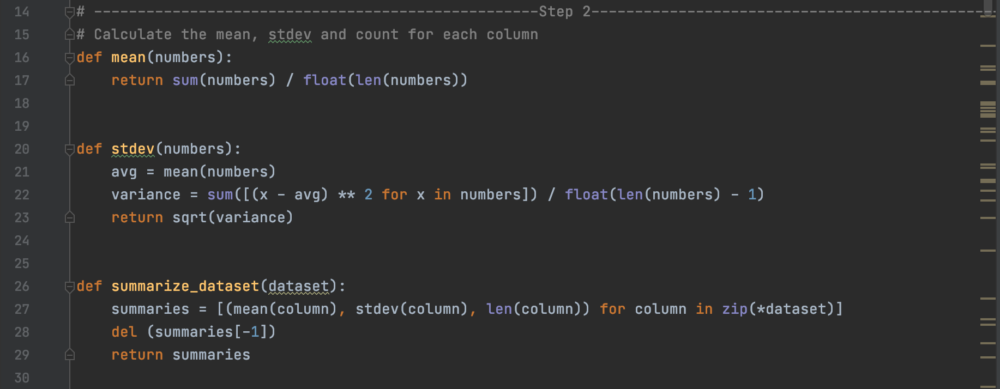 14 # ---------------------------------------------------Step 2----------------------------------------------
15 # Calculate the mean, stdev and count for each column
16 def mean(numbers):
17     return sum(numbers) / float(len(numbers))
18
19
20 def stdev(numbers):
21     avg = mean(numbers)
22     variance = sum([(x - avg) ** 2 for x in numbers]) / float(len(numbers) - 1)
23     return sqrt(variance)
24
25
26 def summarize_dataset(dataset):
27     summaries = [(mean(column), stdev(column), len(column)) for column in zip(*dataset)]
28     del (summaries[-1])
29     return summaries
30